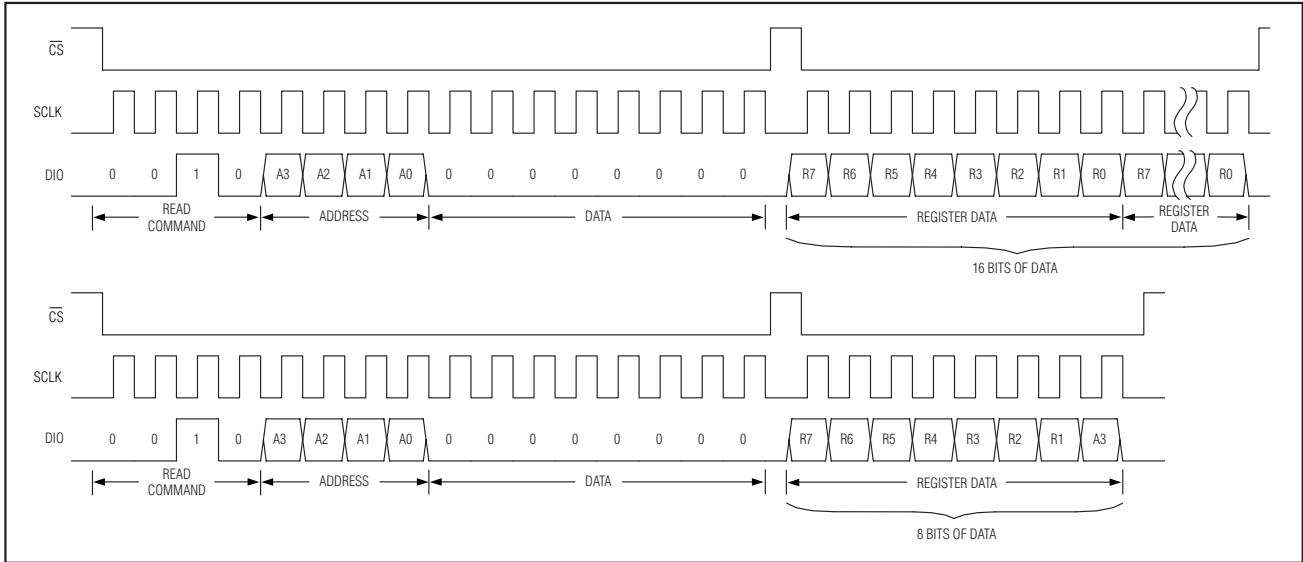 CS
SCLK
DIO 0 0 1 0 A3 A2 A1 A0 0 0 0 0 0 0 0 0 R7 R6 R5 R4 R3 R2 R1 R0 R7 R0
READ COMMAND ADDRESS DATA REGISTER DATA REGISTER DATA
16 BITS OF DATA
CS
SCLK
DIO 0 0 1 0 A3 A2 A1 A0 0 0 0 0 0 0 0 0 R7 R6 R5 R4 R3 R2 R1 A3
READ COMMAND ADDRESS DATA REGISTER DATA
8 BITS OF DATA